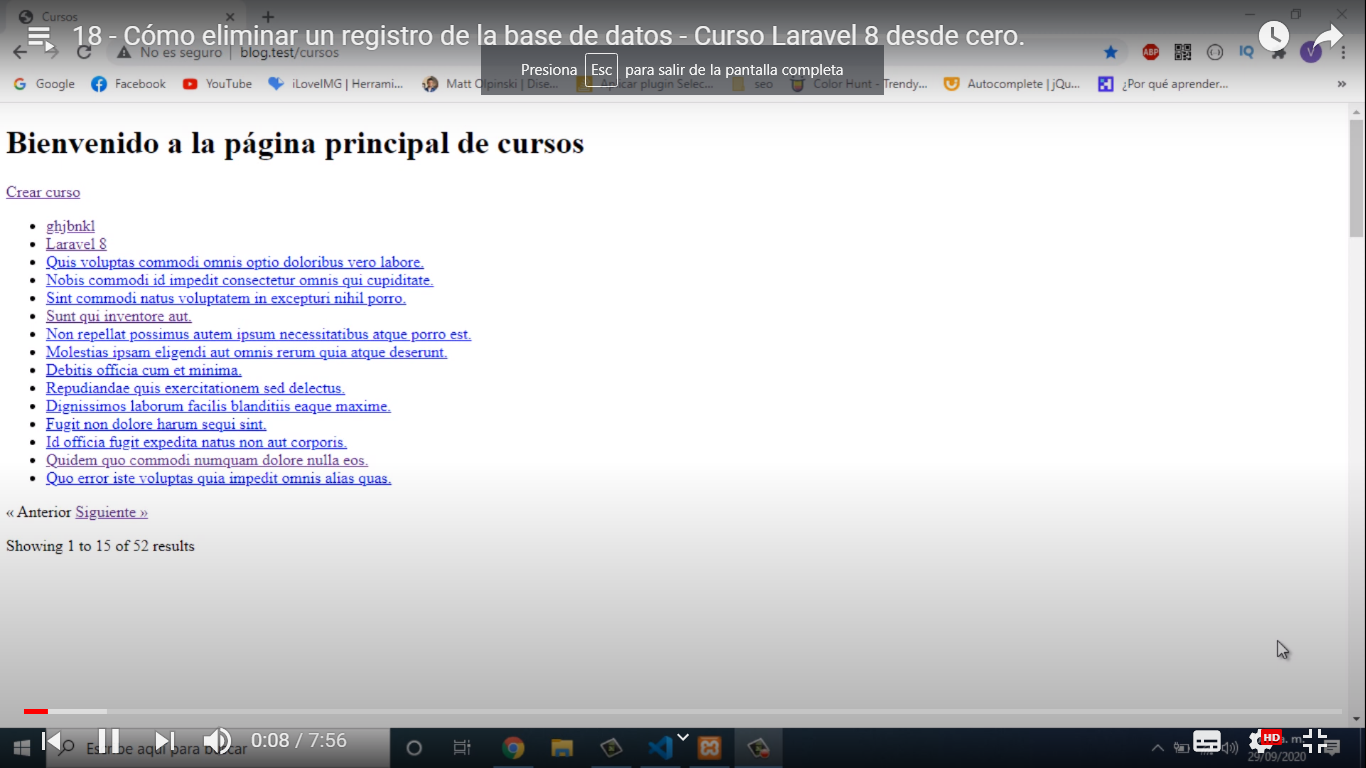 Cursos
18 - Cómo eliminar un registro de la base de datos - Curso Laravel 8 desde cero.
No es seguro | blog.test/cursos
ABP
IQ
V
Presiona Esc para salir de la pantalla completa
Google Facebook YouTube iLoveIMG | Herrami... Matt Olpinski | Dise... Aplicar plugin Selec... seo Color Hunt - Trendy... Autocomplete | jQu... ¿Por qué aprender... »
Bienvenido a la página principal de cursos
Crear curso
ghjbnkl
Laravel 8
Quis voluptas commodi omnis optio doloribus vero labore.
Nobis commodi id impedit consectetur omnis qui cupiditate.
Sint commodi natus voluptatem in excepturi nihil porro.
Sunt qui inventore aut.
Non repellat possimus autem ipsum necessitatibus atque porro est.
Molestias ipsam eligendi aut omnis rerum quia atque deserunt.
Debitis officia cum et minima.
Repudiandae quis exercitationem sed delectus.
Dignissimos laborum facilis blanditiis eaque maxime.
Fugit non dolore harum sequi sint.
Id officia fugit expedita natus non aut corporis.
Quidem quo commodi numquam dolore nulla eos.
Quo error iste voluptas quia impedit omnis alias quas.
« Anterior Siguiente »
Showing 1 to 15 of 52 results
Escribe aquí para buscar
0:08 / 7:56
HD
29/09/2020